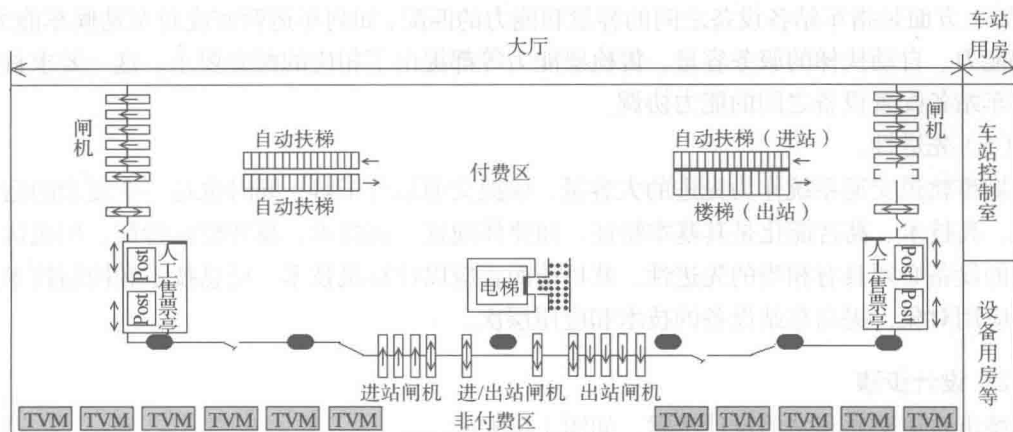 车站
用房
大厅
闸机
自动扶梯
自动扶梯
付费区
自动扶梯（进站）
楼梯（出站）
闸机
车站控制室
Post
Post
人工售票亭
电梯
人工售票亭
Post
Post
设备用房等
进站闸机
进/出站闸机
出站闸机
非付费区
TVM TVM TVM TVM TVM TVM TVM TVM TVM TVM TVM